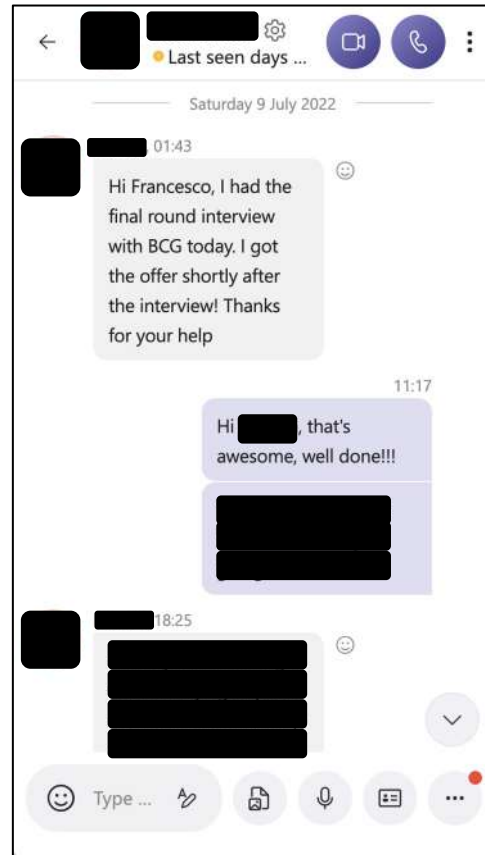 Last seen days ...
Saturday 9 July 2022
01:43
Hi Francesco, I had the
final round interview
with BCG today. I got
the offer shortly after
the interview! Thanks
for your help
11:17
Hi , that's
awesome, well done!!!
18:25
Type ...